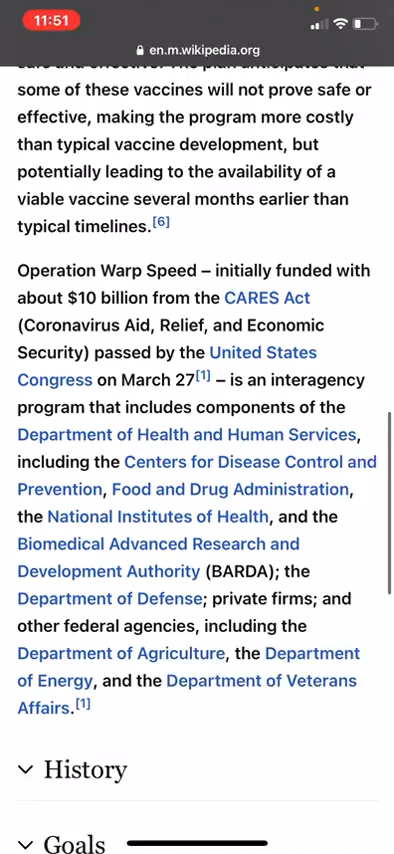 11:51
en.m.wikipedia.org
safe and effective. The plan anticipates that
some of these vaccines will not prove safe or
effective, making the program more costly
than typical vaccine development, but
potentially leading to the availability of a
viable vaccine several months earlier than
typical timelines.[6]
Operation Warp Speed – initially funded with
about $10 billion from the CARES Act
(Coronavirus Aid, Relief, and Economic
Security) passed by the United States
Congress on March 27[1] – is an interagency
program that includes components of the
Department of Health and Human Services,
including the Centers for Disease Control and
Prevention, Food and Drug Administration,
the National Institutes of Health, and the
Biomedical Advanced Research and
Development Authority (BARDA); the
Department of Defense; private firms; and
other federal agencies, including the
Department of Agriculture, the Department
of Energy, and the Department of Veterans
Affairs.[1]
History
Goals